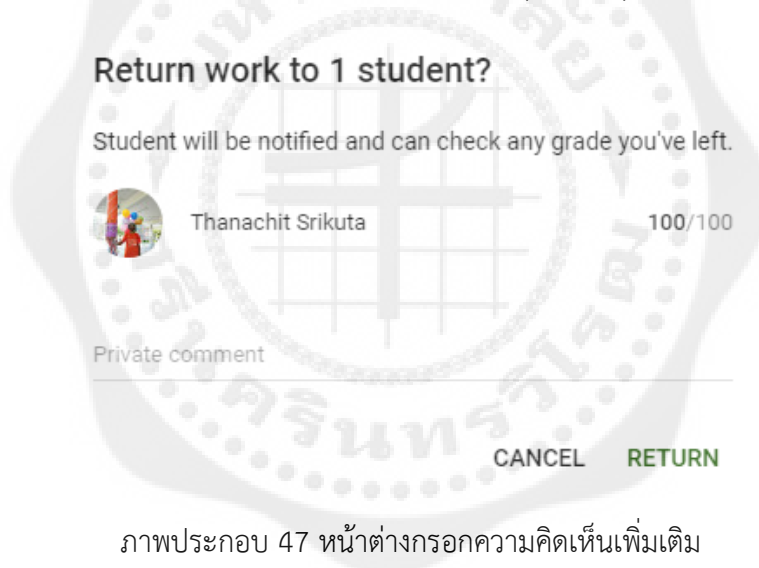 Return work to 1 student?
Student will be notified and can check any grade you've left.
Thanachit Srikuta 100/100
Private comment
CANCEL RETURN
ภาพประกอบ 47 หน้าต่างกรอกความคิดเห็นเพิ่มเติม